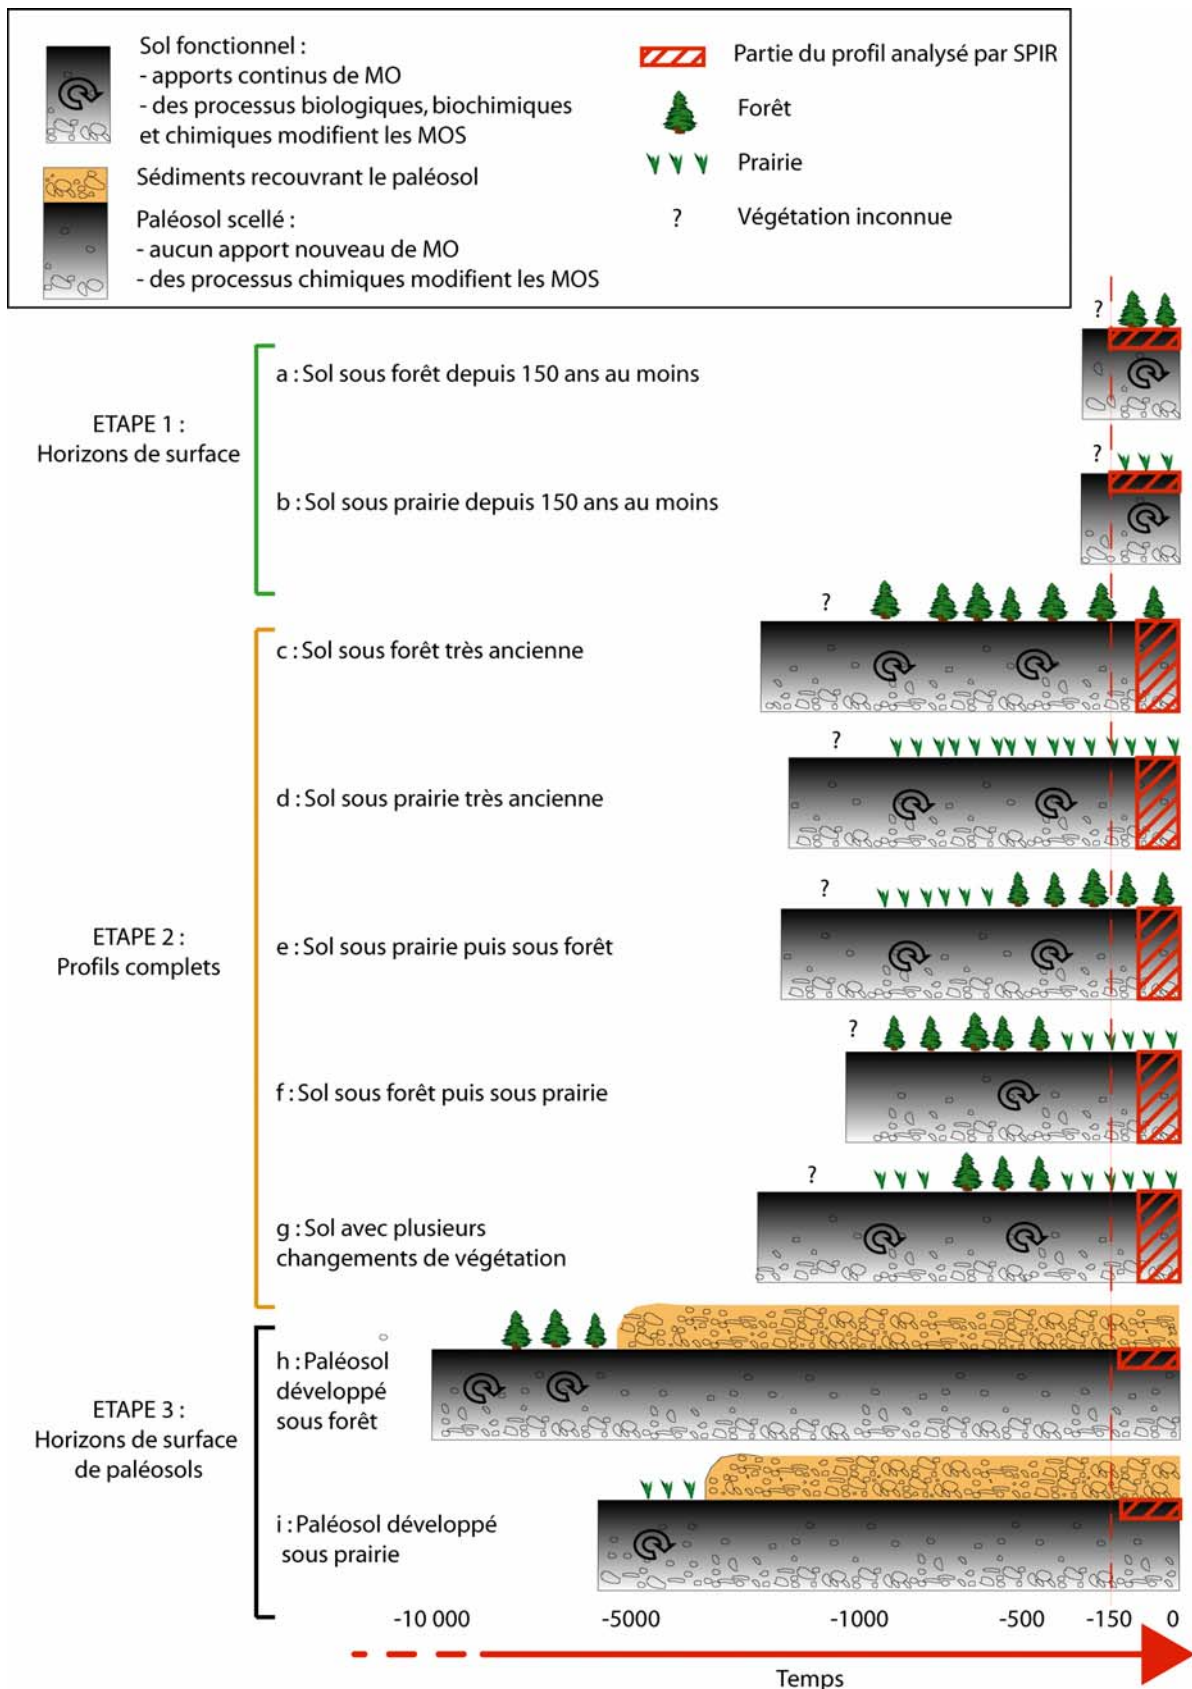 Sol fonctionnel :
- apports continus de MO
- des processus biologiques, biochimiques
et chimiques modifient les MOS
Sédiments recouvrant le paléosol
Paléosol scellé :
- aucun apport nouveau de MO
- des processus chimiques modifient les MOS
Partie du profil analysé par SPIR
Forêt
Prairie
? Végétation inconnue
ETAPE 1 :
Horizons de surface
a : Sol sous forêt depuis 150 ans au moins
?
b : Sol sous prairie depuis 150 ans au moins
?
ETAPE 2 :
Profils complets
c : Sol sous forêt très ancienne
?
d : Sol sous prairie très ancienne
?
e : Sol sous prairie puis sous forêt
?
f : Sol sous forêt puis sous prairie
?
g : Sol avec plusieurs
changements de végétation
?
ETAPE 3 :
Horizons de surface
de paléosols
h : Paléosol
développé
sous forêt
i : Paléosol développé
sous prairie
-10 000 -5000 -1000 -500 -150 0
Temps